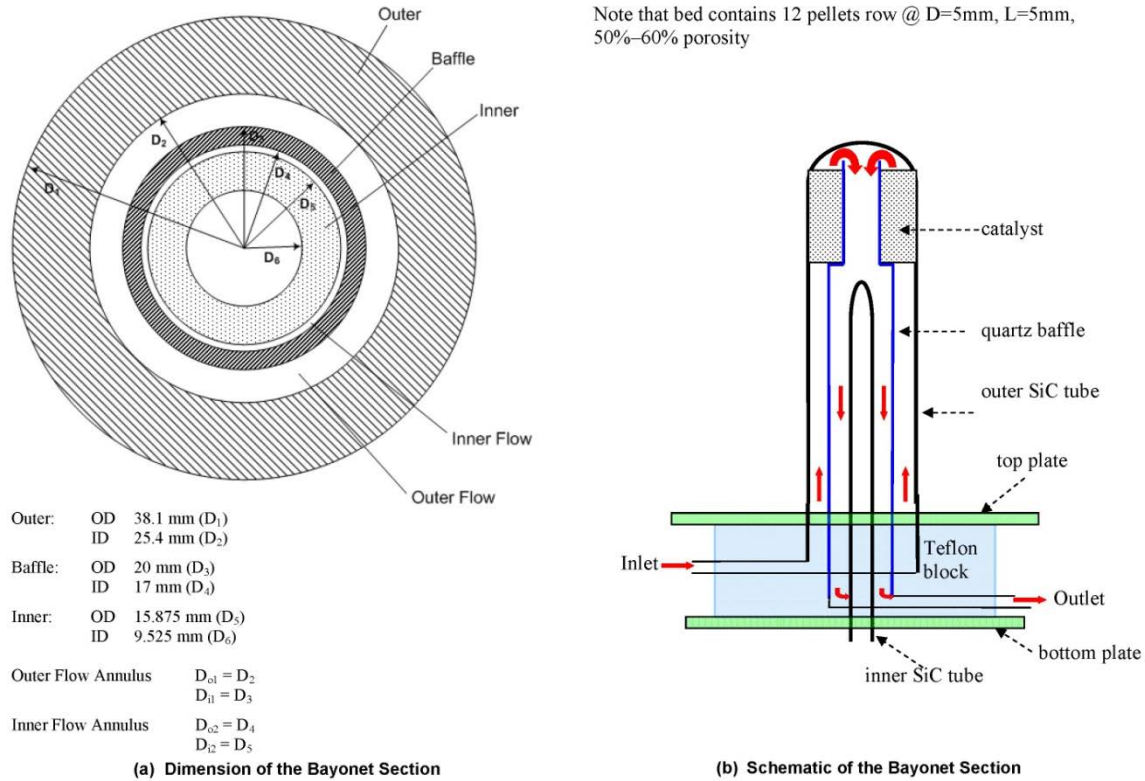 Outer
Baffle
Inner
D₁
D₂
D₃
D₄
D₅
D₆
Inner Flow
Outer Flow
Outer: OD 38.1 mm (D₁)
ID 25.4 mm (D₂)
Baffle: OD 20 mm (D₃)
ID 17 mm (D₄)
Inner: OD 15.875 mm (D₅)
ID 9.525 mm (D₆)
Outer Flow Annulus Dₒ₁ = D₂
Dᵢ₁ = D₃
Inner Flow Annulus Dₒ₂ = D₄
Dᵢ₂ = D₅
(a) Dimension of the Bayonet Section
Note that bed contains 12 pellets row @ D=5mm, L=5mm,
50%–60% porosity
catalyst
quartz baffle
outer SiC tube
top plate
Inlet
Teflon
block
Outlet
bottom plate
inner SiC tube
(b) Schematic of the Bayonet Section